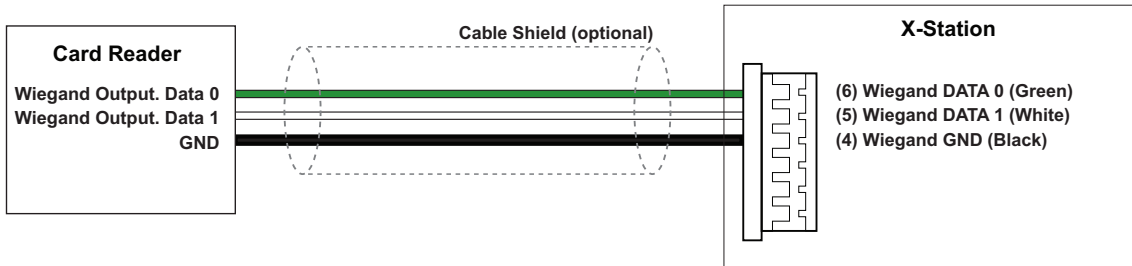 Cable Shield (optional)
X-Station
Card Reader
Wiegand Output. Data 0
Wiegand Output. Data 1
GND
(6) Wiegand DATA 0 (Green)
(5) Wiegand DATA 1 (White)
(4) Wiegand GND (Black)